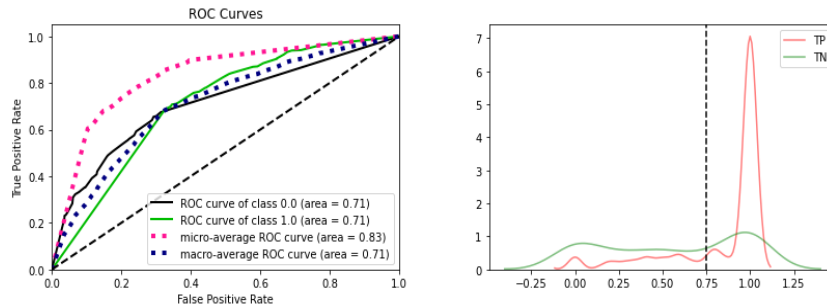 ROC Curves
True Positive Rate
1.0
0.8
0.6
0.4
0.2
0.0
ROC curve of class 0.0 (area = 0.71)
ROC curve of class 1.0 (area = 0.71)
micro-average ROC curve (area = 0.83)
macro-average ROC curve (area = 0.71)
0.0 0.2 0.4 0.6 0.8 1.0
False Positive Rate
TP
TN
7
6
5
4
3
2
1
0
−0.25 0.00 0.25 0.50 0.75 1.00 1.25